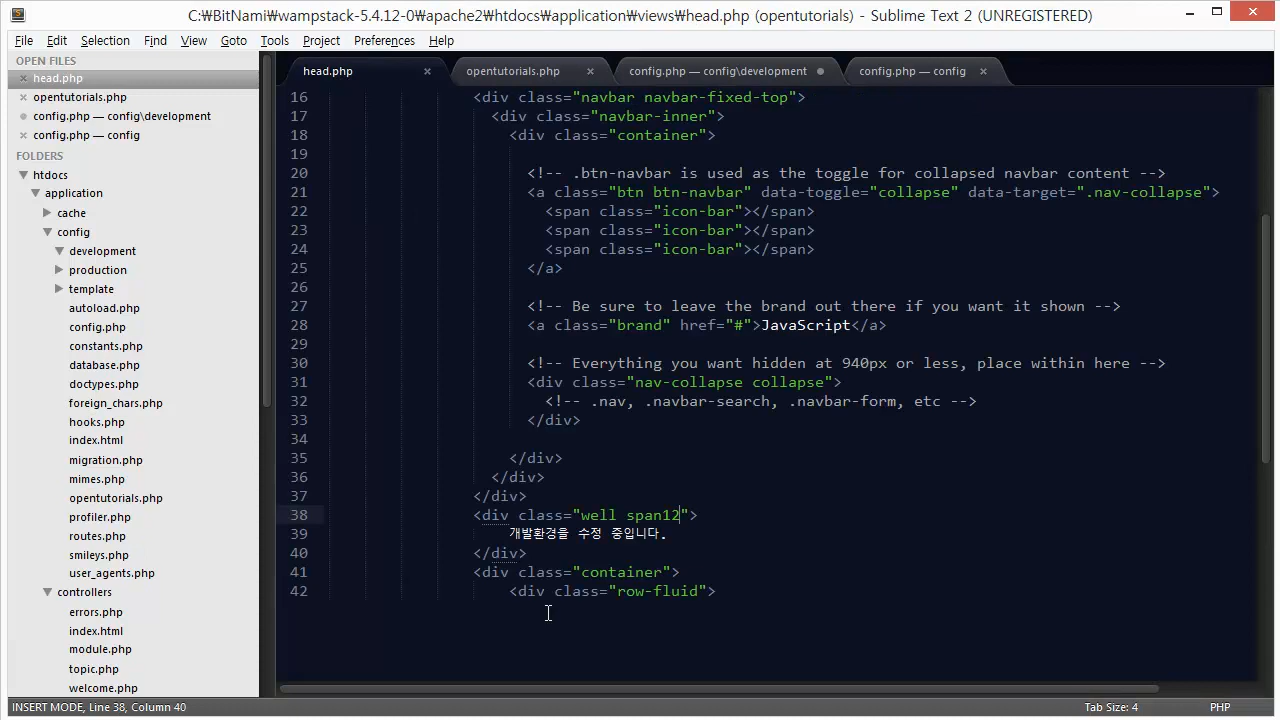 C:₩BitNami₩wampstack-5.4.12-0₩apache2₩htdocs₩application₩views₩head.php (opentutorials) - Sublime Text 2 (UNREGISTERED)
File Edit Selection Find View Goto Tools Project Preferences Help
OPEN FILES
head.php
opentutorials.php
config.php — config\development
config.php — config
FOLDERS
htdocs
application
cache
config
development
production
template
autoload.php
config.php
constants.php
database.php
doctypes.php
foreign_chars.php
hooks.php
index.html
migration.php
mimes.php
opentutorials.php
profiler.php
routes.php
smileys.php
user_agents.php
controllers
errors.php
index.html
module.php
topic.php
welcome.php
head.php opentutorials.php config.php — config\development config.php — config
16 <div class="navbar navbar-fixed-top">
17 <div class="navbar-inner">
18 <div class="container">
19
20 <!-- .btn-navbar is used as the toggle for collapsed navbar content -->
21 <a class="btn btn-navbar" data-toggle="collapse" data-target=".nav-collapse">
22 <span class="icon-bar"></span>
23 <span class="icon-bar"></span>
24 <span class="icon-bar"></span>
25 </a>
26
27 <!-- Be sure to leave the brand out there if you want it shown -->
28 <a class="brand" href="#">JavaScript</a>
29
30 <!-- Everything you want hidden at 940px or less, place within here -->
31 <div class="nav-collapse collapse">
32 <!-- .nav, .navbar-search, .navbar-form, etc -->
33 </div>
34
35 </div>
36 </div>
37 </div>
38 <div class="well span12">
39 개발환경을 수정 중입니다.
40 </div>
41 <div class="container">
42 <div class="row-fluid">
INSERT MODE, Line 38, Column 40 Tab Size: 4 PHP